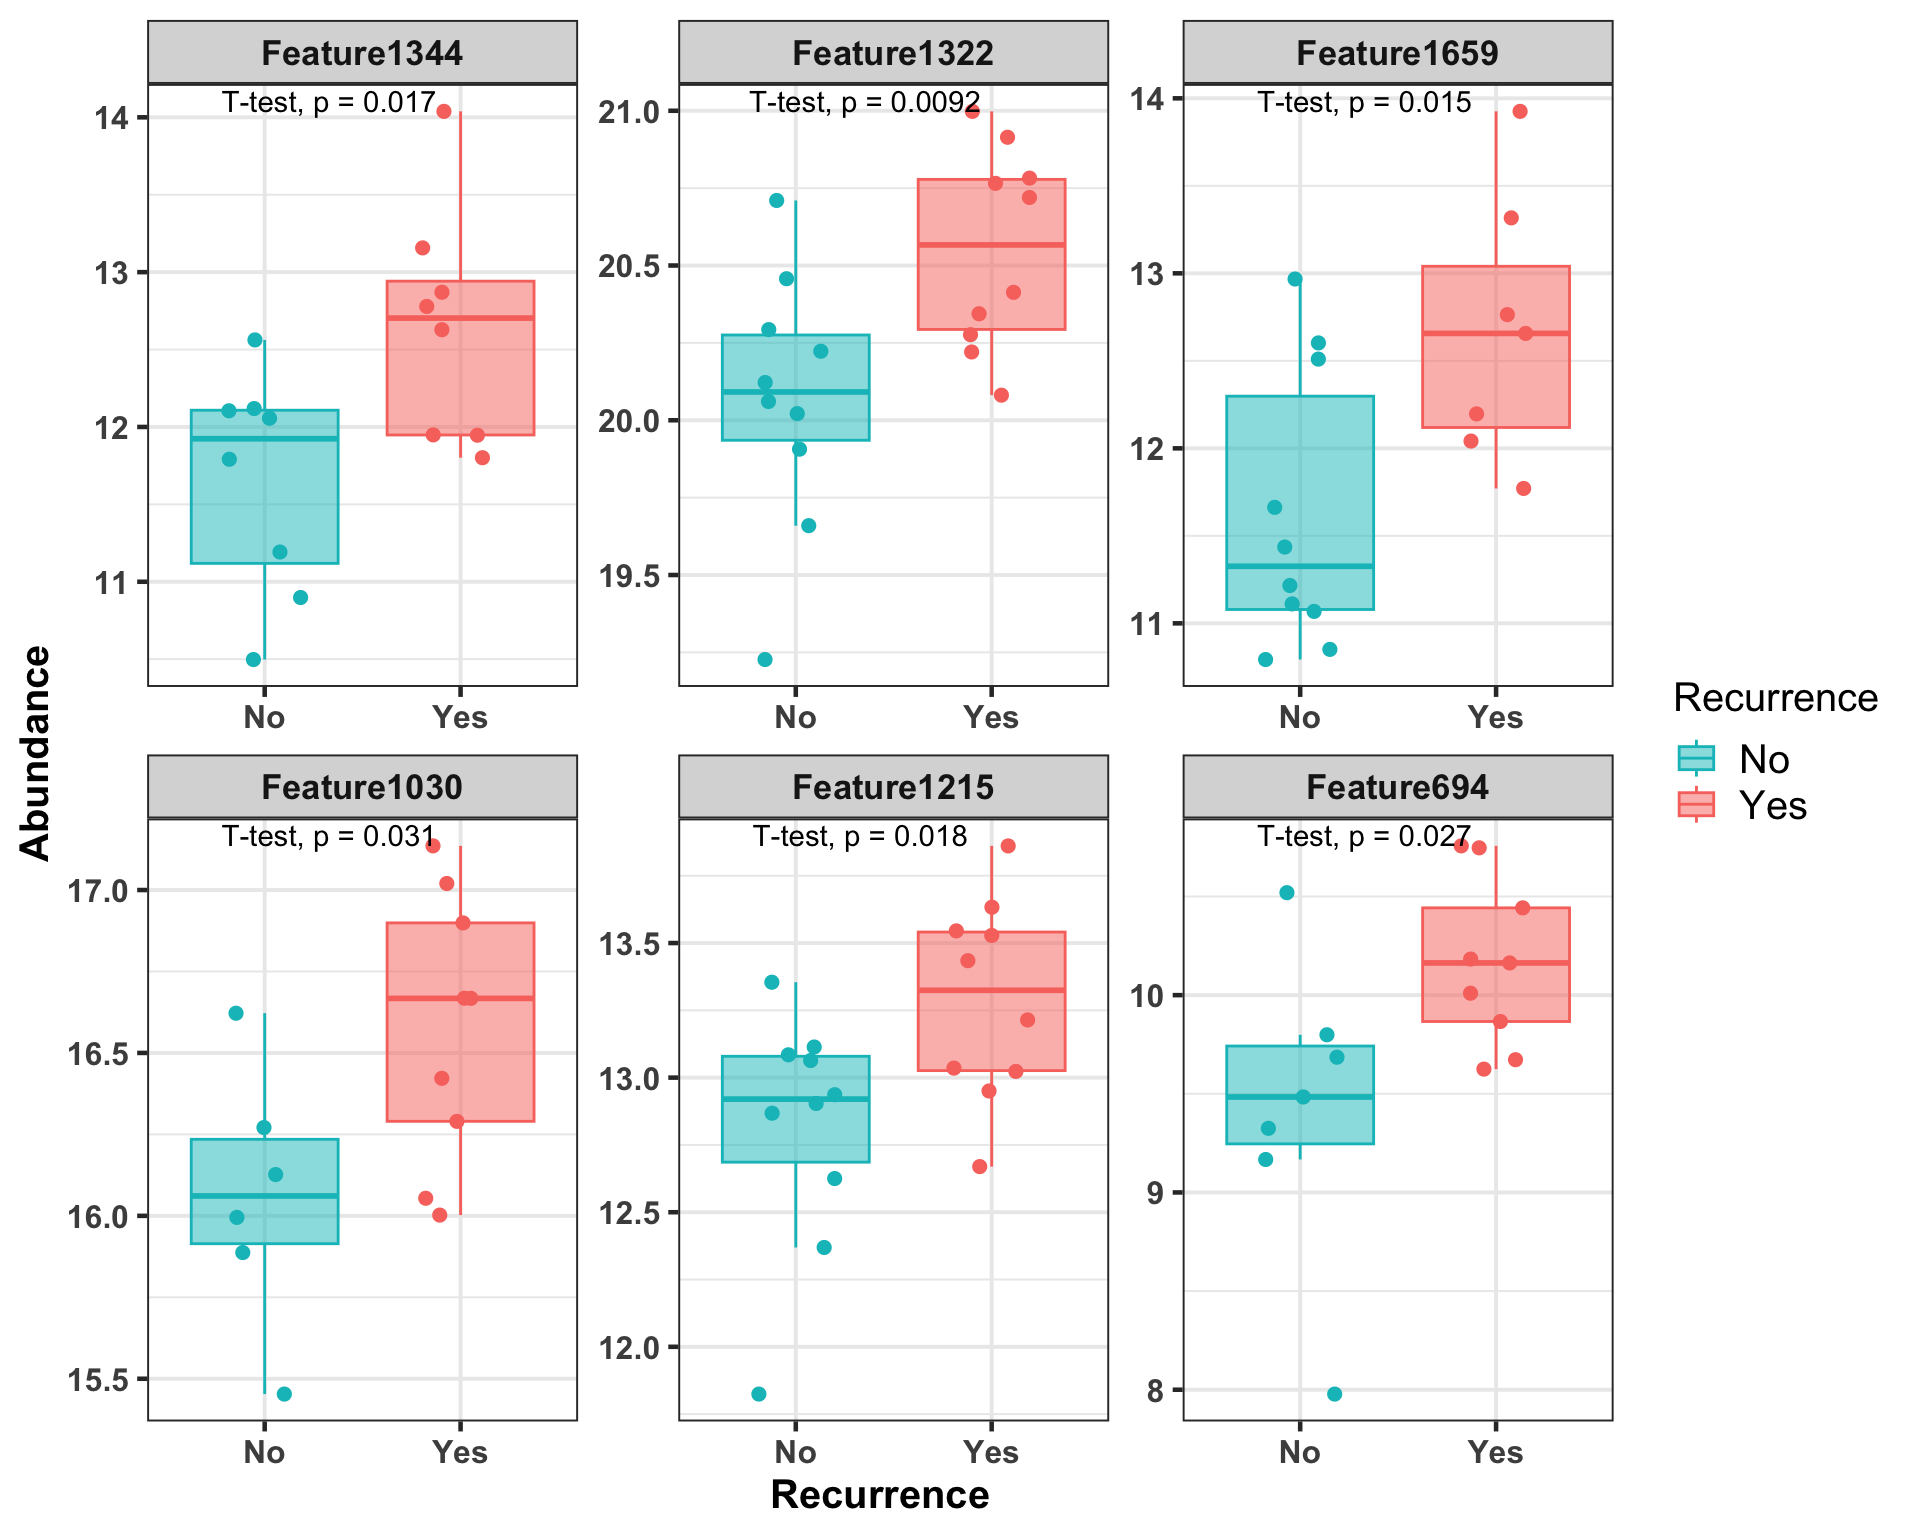 Feature1344
T-test, p = 0.017
14
13
12
11
No
Yes
Feature1322
T-test, p = 0.0092
21.0
20.5
20.0
19.5
No
Yes
Feature1659
T-test, p = 0.015
14
13
12
11
No
Yes
Feature1030
T-test, p = 0.031
17.0
16.5
16.0
15.5
No
Yes
Feature1215
T-test, p = 0.018
13.5
13.0
12.5
12.0
No
Yes
Feature694
T-test, p = 0.027
10
9
8
No
Yes
Abundance
Recurrence
Recurrence
No
Yes